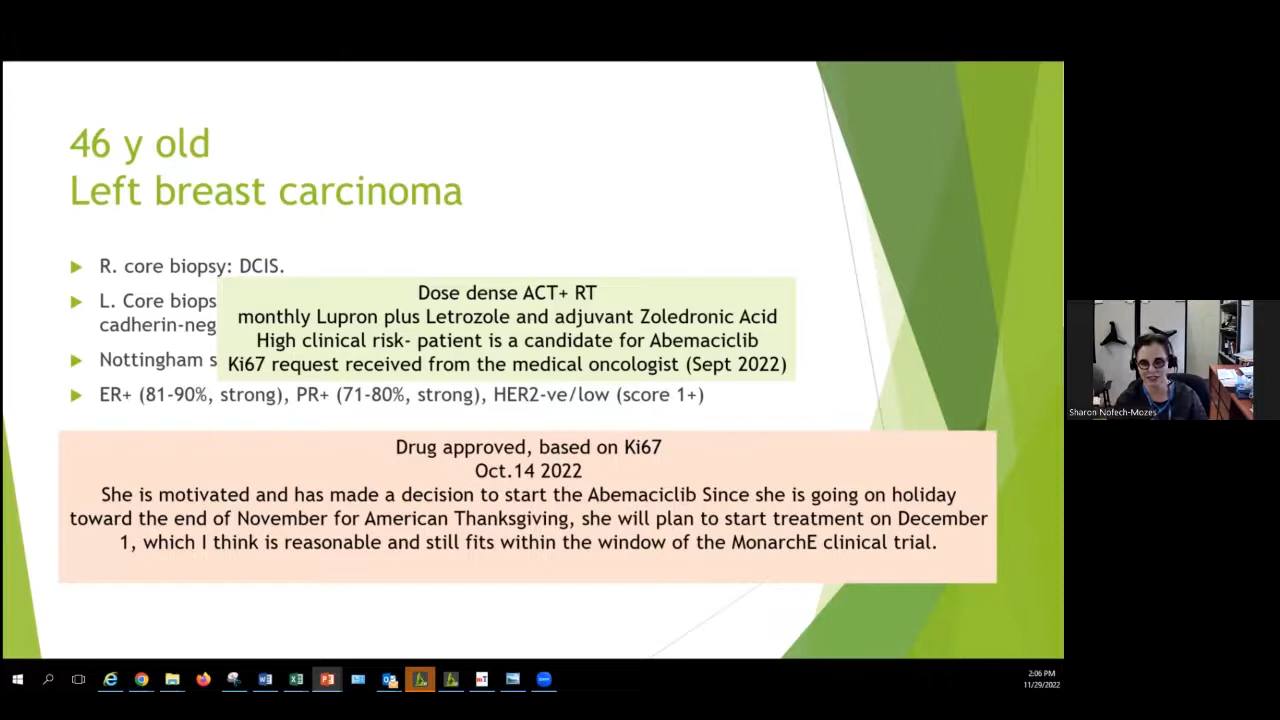 46 y old
Left breast carcinoma
R. core biopsy: DCIS.
L. Core biops
cadherin-neg
Nottingham s
Dose dense ACT+ RT
monthly Lupron plus Letrozole and adjuvant Zoledronic Acid
High clinical risk- patient is a candidate for Abemaciclib
Ki67 request received from the medical oncologist (Sept 2022)
ER+ (81-90%, strong), PR+ (71-80%, strong), HER2-ve/low (score 1+)
Drug approved, based on Ki67
Oct.14 2022
She is motivated and has made a decision to start the Abemaciclib Since she is going on holiday
toward the end of November for American Thanksgiving, she will plan to start treatment on December
1, which I think is reasonable and still fits within the window of the MonarchE clinical trial.
Sharon Nofech-Mozes
2:06 PM
11/29/2022